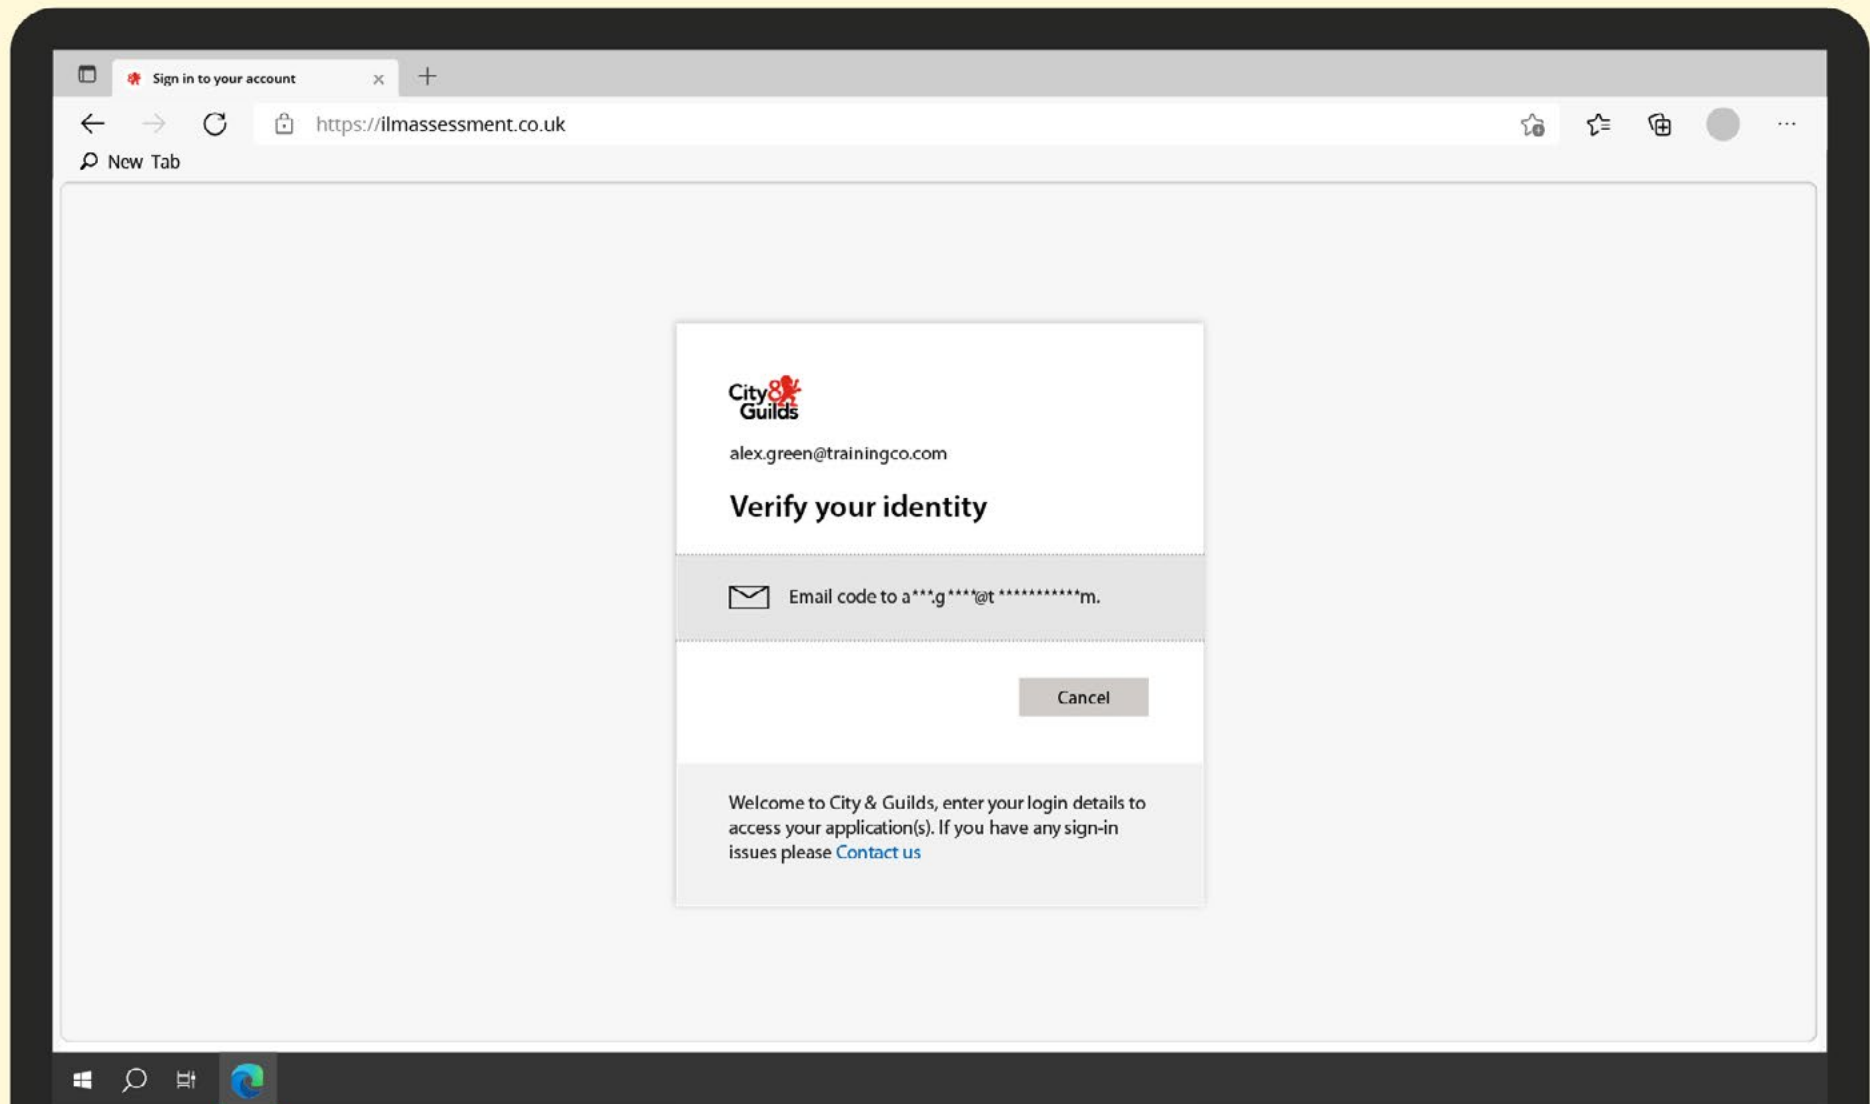 Sign in to your account
https://ilmassessment.co.uk
New Tab
City &
Guilds
alex.green@trainingco.com
Verify your identity
Email code to a***.g****@t ***********m.
Cancel
Welcome to City & Guilds, enter your login details to
access your application(s). If you have any sign-in
issues please Contact us